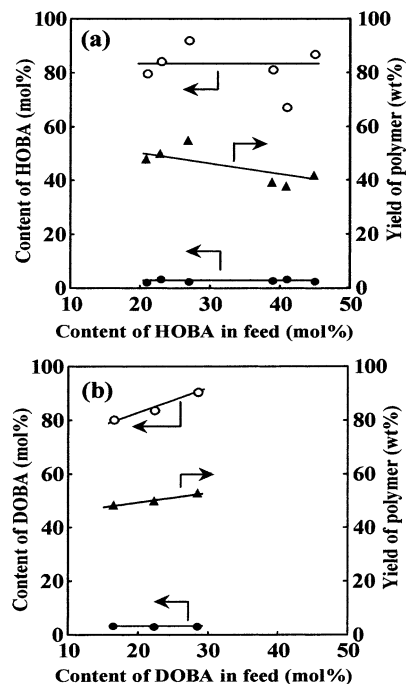 (a)
Content of HOBA (mol%)
100
80
60
40
20
0
Yield of polymer (wt%)
100
80
60
40
20
0
10 20 30 40 50
Content of HOBA in feed (mol%)
(b)
Content of DOBA (mol%)
100
80
60
40
20
0
Yield of polymer (wt%)
100
80
60
40
20
0
10 20 30 40 50
Content of DOBA in feed (mol%)